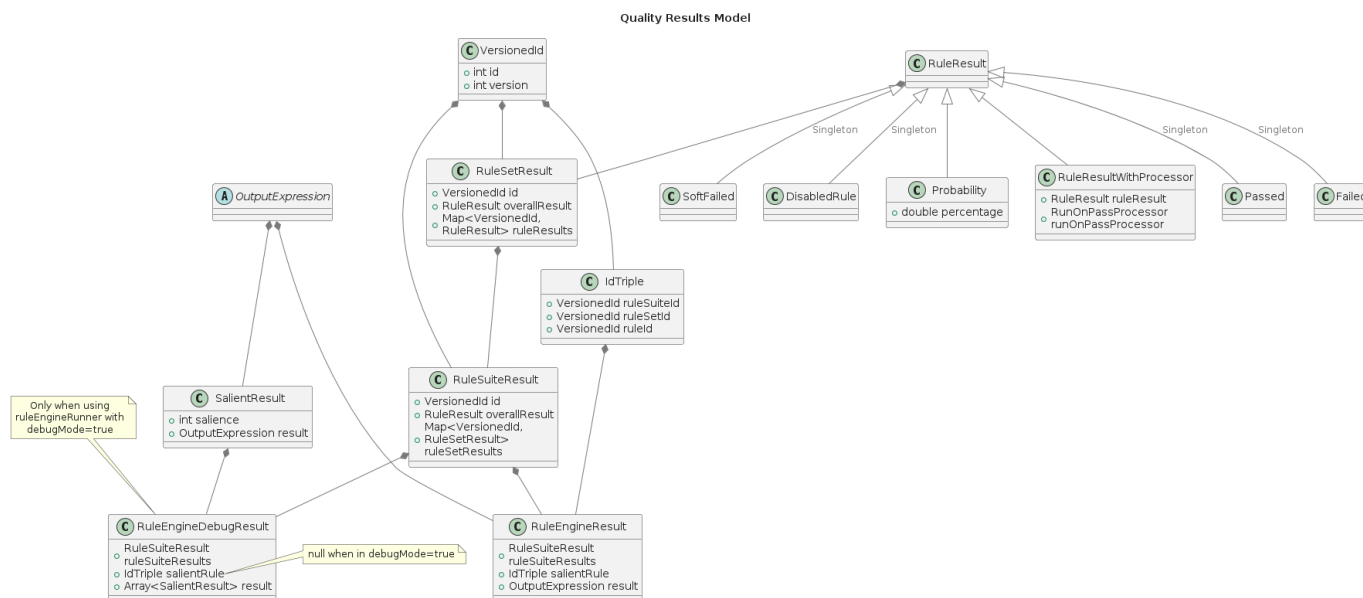 Quality Results Model
C VersionedId
int id
int version
C RuleResult
Singleton
Singleton
Singleton
Singleton
C RuleSetResult
VersionedId id
RuleResult overallResult
Map<VersionedId,
RuleResult> ruleResults
A OutputExpression
C SoftFailed
C DisabledRule
C Probability
double percentage
C RuleResultWithProcessor
RuleResult ruleResult
RunOnPassProcessor
runOnPassProcessor
C Passed
C Failed
C IdTriple
VersionedId ruleSuiteId
VersionedId ruleSetId
VersionedId ruleId
C RuleSuiteResult
VersionedId id
RuleResult overallResult
Map<VersionedId,
RuleSetResult>
ruleSetResults
C SalientResult
int salience
OutputExpression result
Only when using
ruleEngineRunner with
debugMode=true
C RuleEngineDebugResult
RuleSuiteResult
ruleSuiteResults
IdTriple salientRule
Array<SalientResult> result
null when in debugMode=true
C RuleEngineResult
RuleSuiteResult
ruleSuiteResults
IdTriple salientRule
OutputExpression result